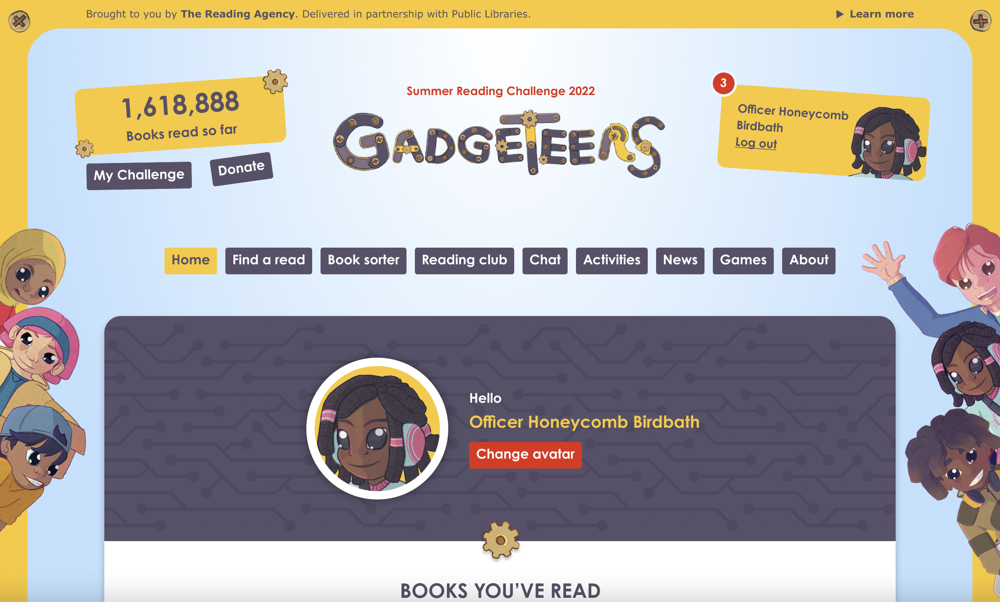 Brought to you by The Reading Agency. Delivered in partnership with Public Libraries.
▶ Learn more
1,618,888
Books read so far
My Challenge
Donate
Summer Reading Challenge 2022
GADGETEERS
3
Officer Honeycomb
Birdbath
Log out
Home
Find a read
Book sorter
Reading club
Chat
Activities
News
Games
About
Hello
Officer Honeycomb Birdbath
Change avatar
BOOKS YOU’VE READ